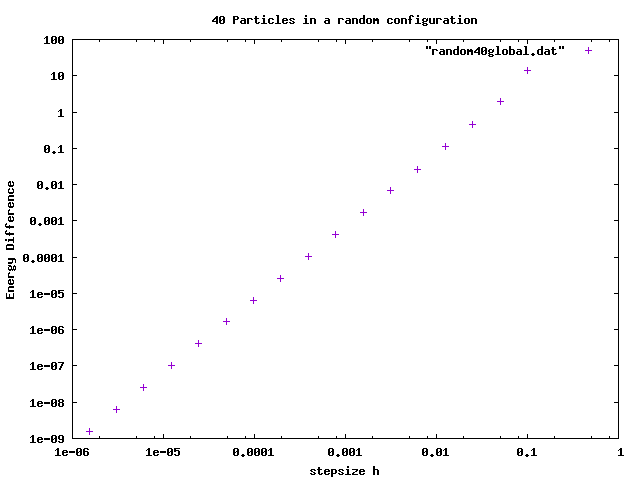 40 Particles in a random configuration
"random40global.dat"
100
10
1
0.1
0.01
0.001
0.0001
1e-05
1e-06
1e-07
1e-08
1e-09
Energy Difference
1e-06 1e-05 0.0001 0.001 0.01 0.1 1
stepsize h